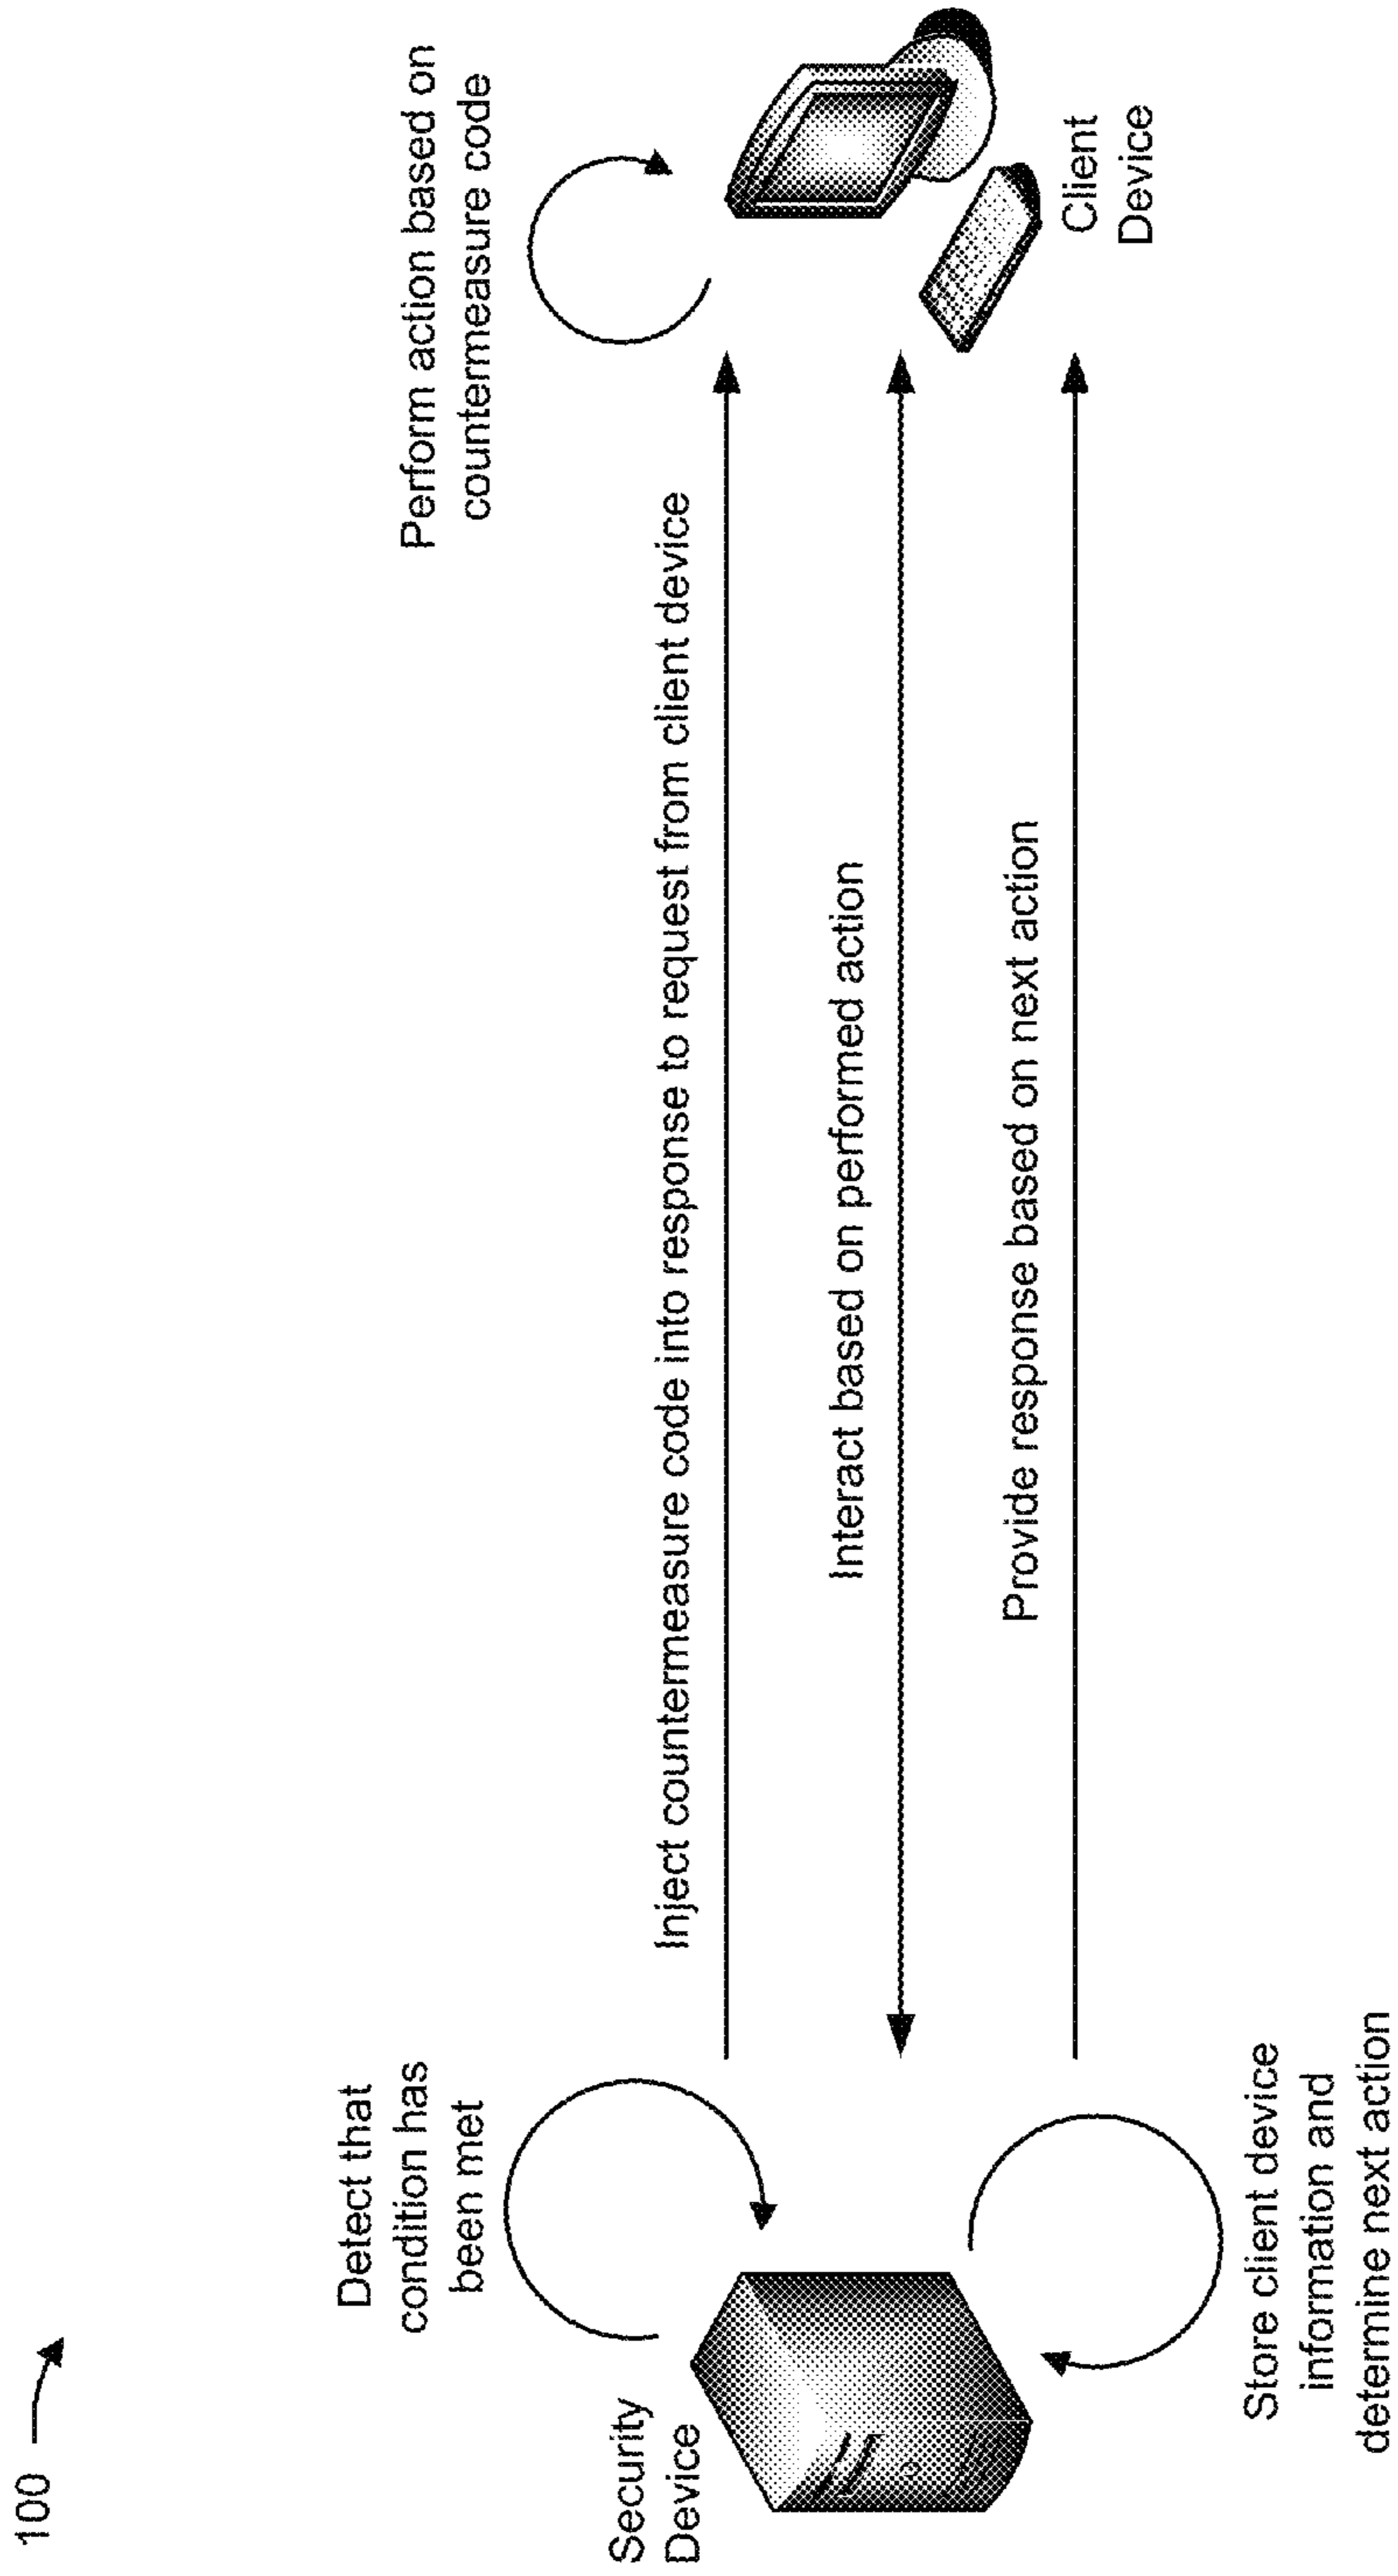 100
Detect that
condition has
been met
Perform action based on
countermeasure code
Security
Device
Inject countermeasure code into response to request from client device
Interact based on performed action
Provide response based on next action
Client
Device
Store client device
information and
determine next action